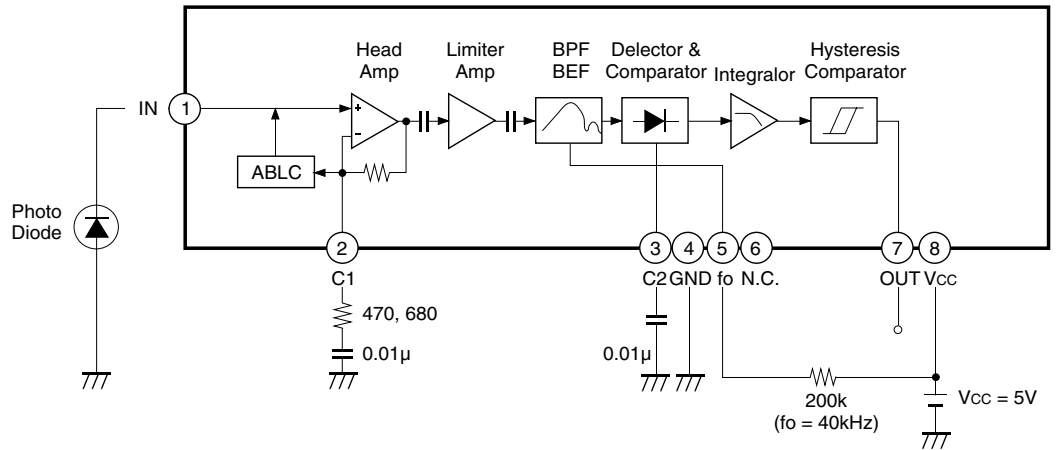 Head
Amp
Limiter
Amp
BPF
BEF
Delector &
Comparator
Integralor
Hysteresis
Comparator
IN
1
+
−
ABLC
Photo
Diode
2
3
4
5
6
7
8
C1
C2
GND
fo
N.C.
OUT
VCC
470, 680
0.01μ
0.01μ
200k
(fo = 40kHz)
VCC = 5V